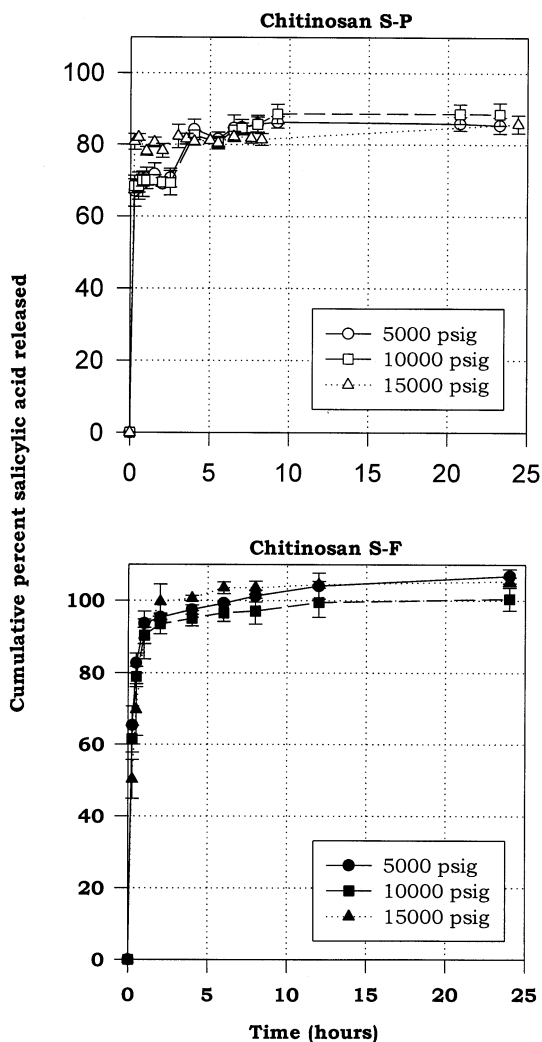 Chitinosan S-P
100
80
60
40
20
0
5000 psig
10000 psig
15000 psig
0 5 10 15 20 25
Cumulative percent salicylic acid released
Chitinosan S-F
100
80
60
40
20
0
5000 psig
10000 psig
15000 psig
0 5 10 15 20 25
Time (hours)